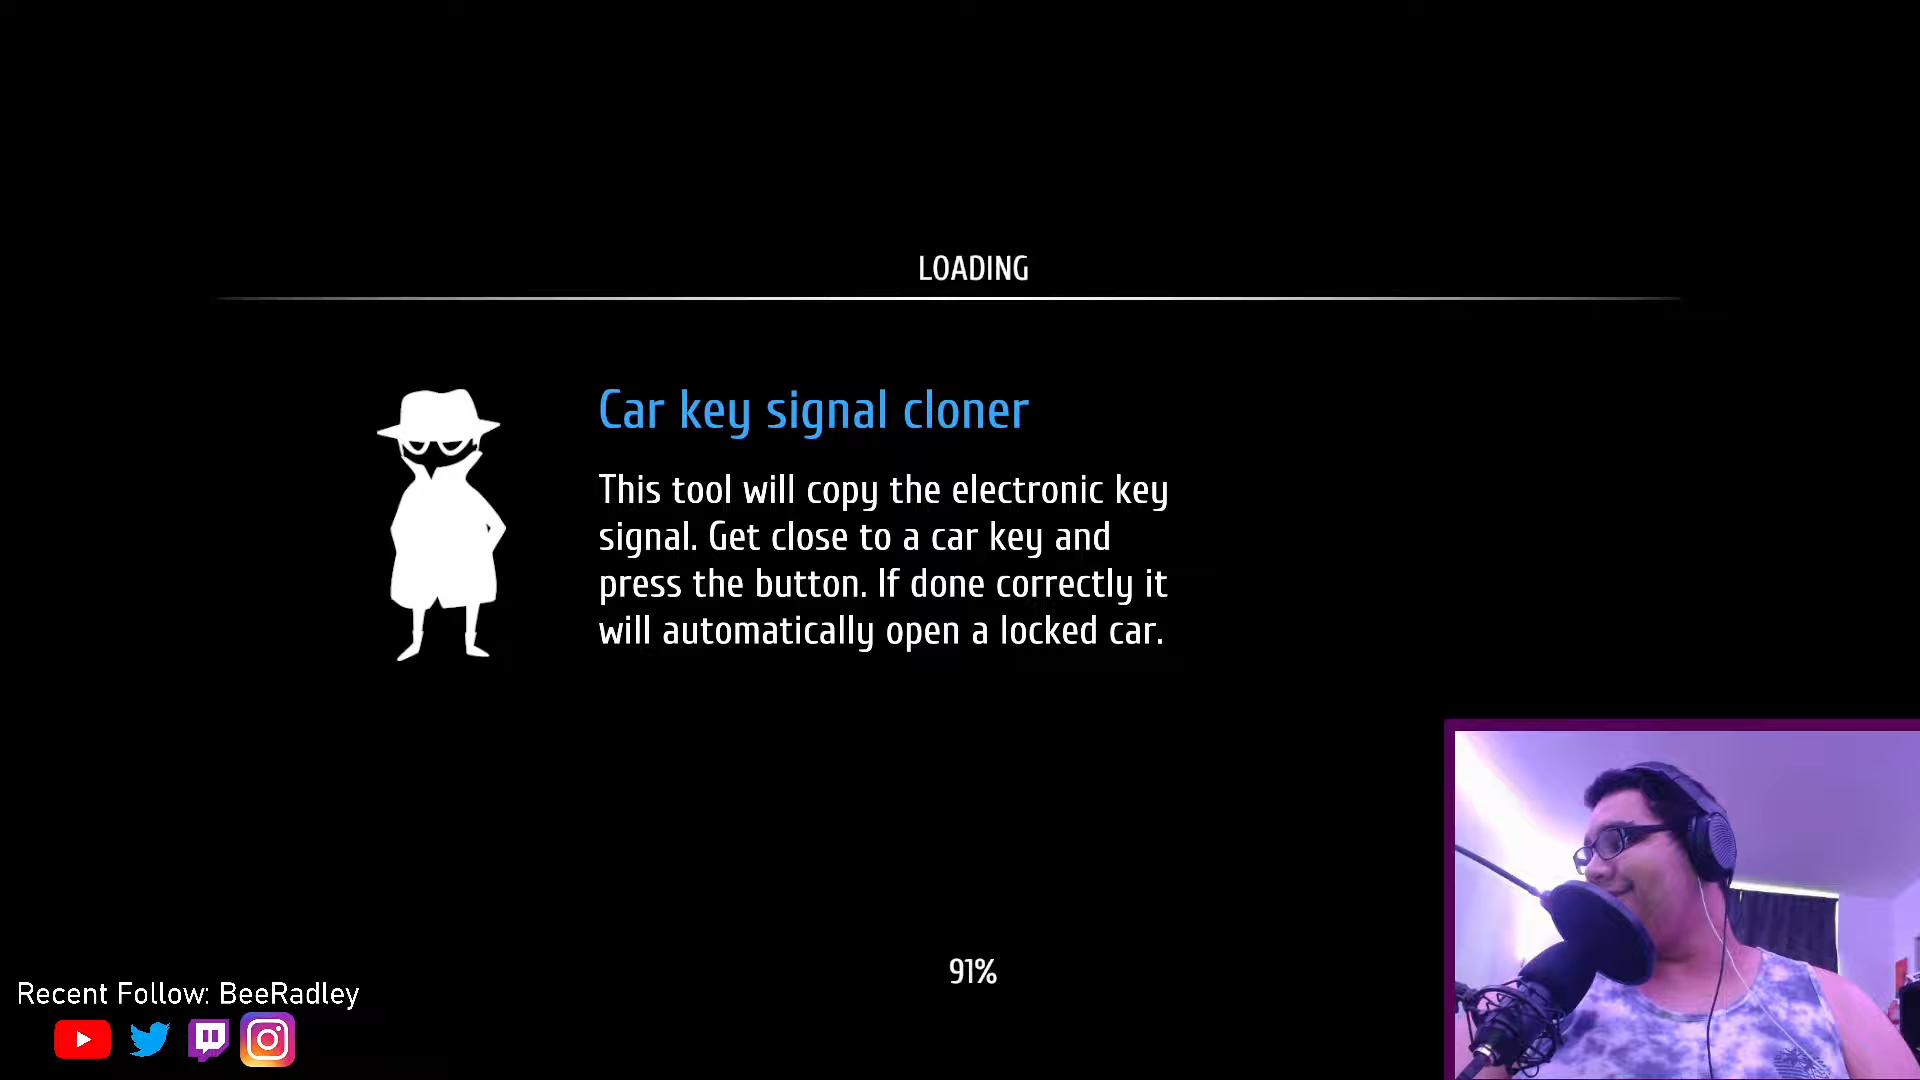 LOADING
Car key signal cloner
This tool will copy the electronic key
signal. Get close to a car key and
press the button. If done correctly it
will automatically open a locked car.
91%
Recent Follow: BeeRadley